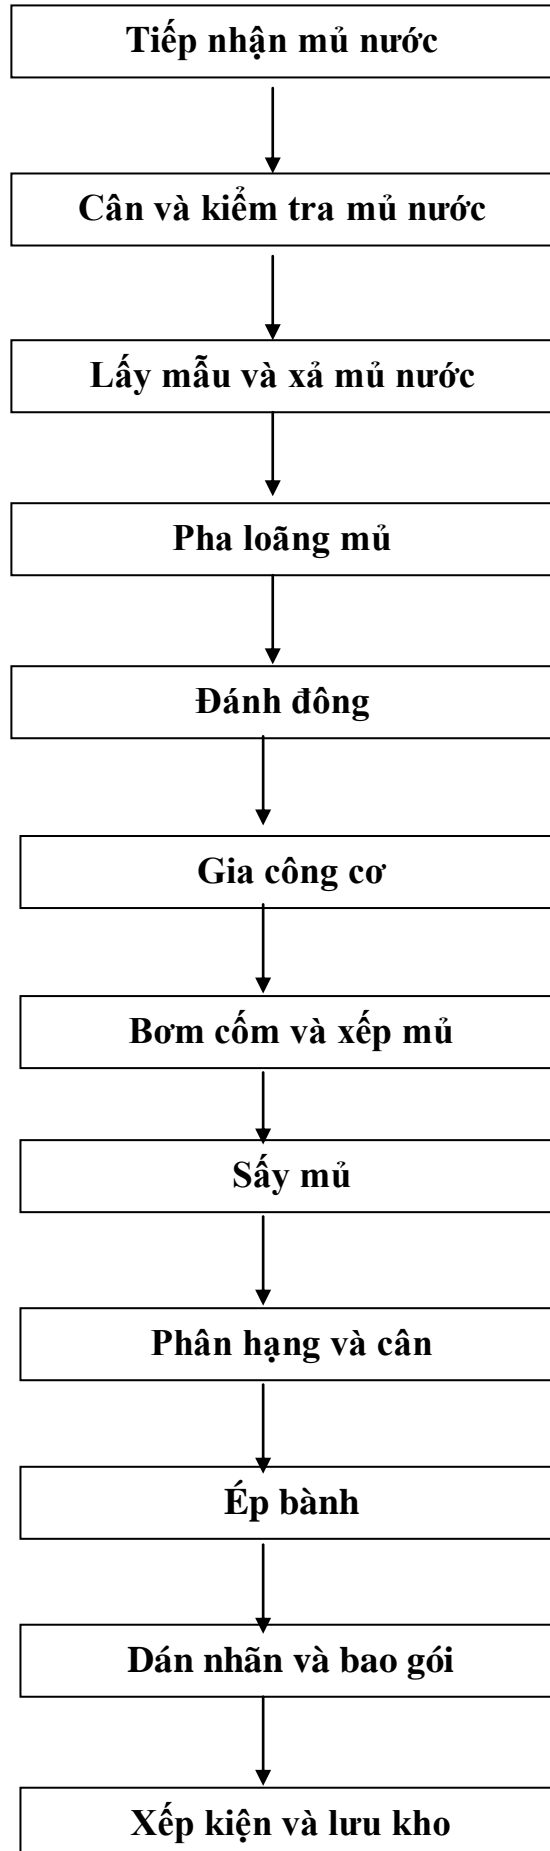 Tiếp nhận mủ nước
Cân và kiểm tra mủ nước
Lấy mẫu và xả mủ nước
Pha loãng mủ
Đánh đông
Gia công cơ
Bơm cốm và xếp mủ
Sấy mủ
Phân hạng và cân
Ép bành
Dán nhãn và bao gói
Xếp kiện và lưu kho